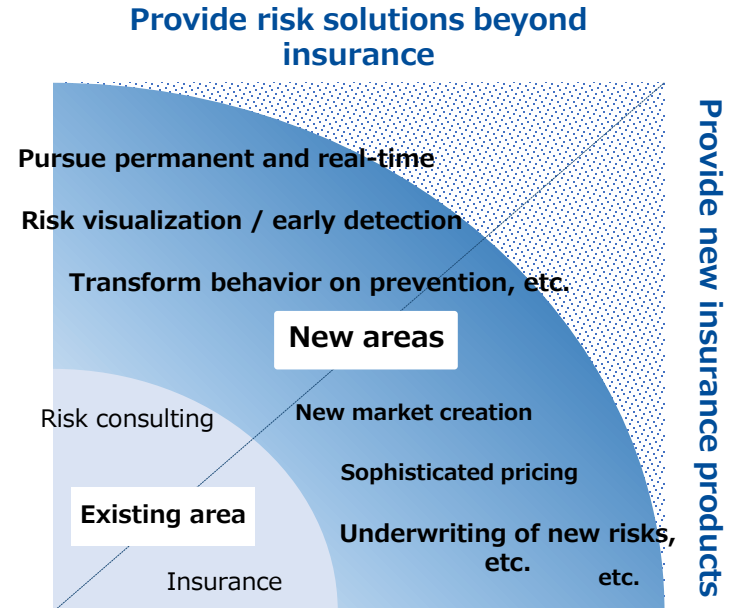 Provide risk solutions beyond
insurance
Provide new insurance products
Pursue permanent and real-time
Risk visualization / early detection
Transform behavior on prevention, etc.
New areas
Risk consulting
New market creation
Sophisticated pricing
Existing area
Underwriting of new risks,
etc.
etc.
Insurance